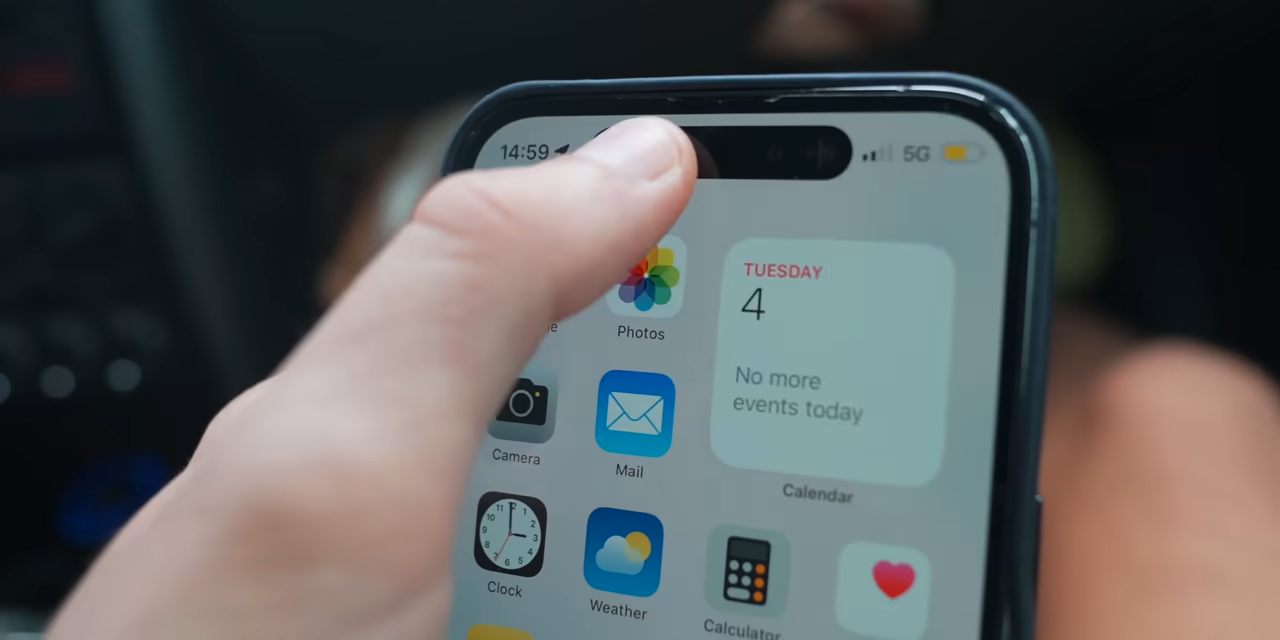 14:59
5G
TUESDAY
4
No more
events today
Photos
Calendar
Camera
Mail
Clock
Weather
Calculator